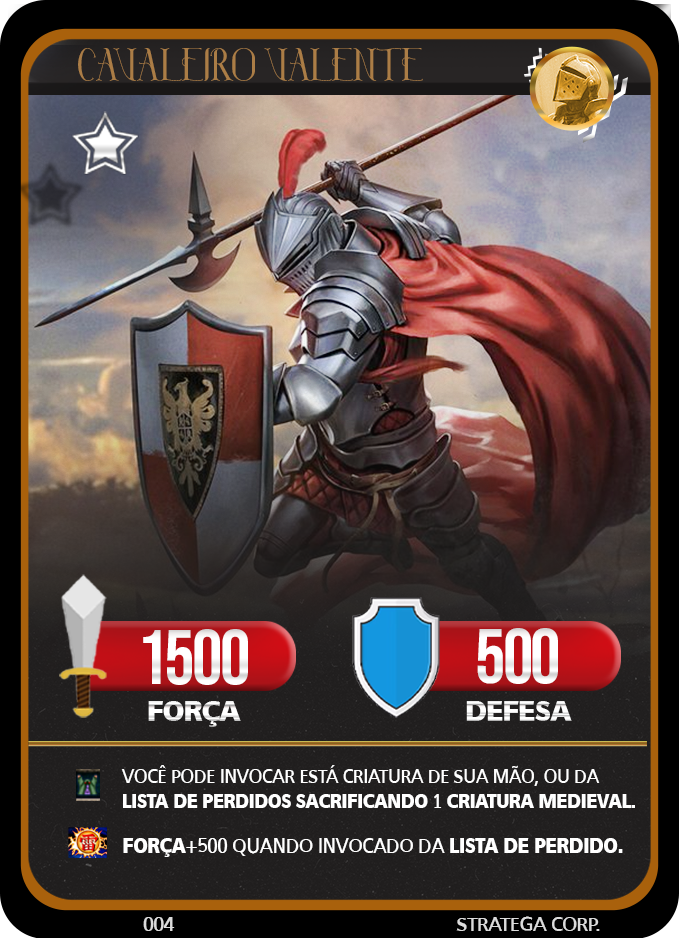 CAVALEIRO VALENTE
1500
FORÇA
500
DEFESA
VOCÊ PODE INVOCAR ESTÁ CRIATURA DE SUA MÃO, OU DA
LISTA DE PERDIDOS SACRIFICANDO 1 CRIATURA MEDIEVAL.
FORÇA+500 QUANDO INVOCADO DA LISTA DE PERDIDO.
004
STRATEGA CORP.